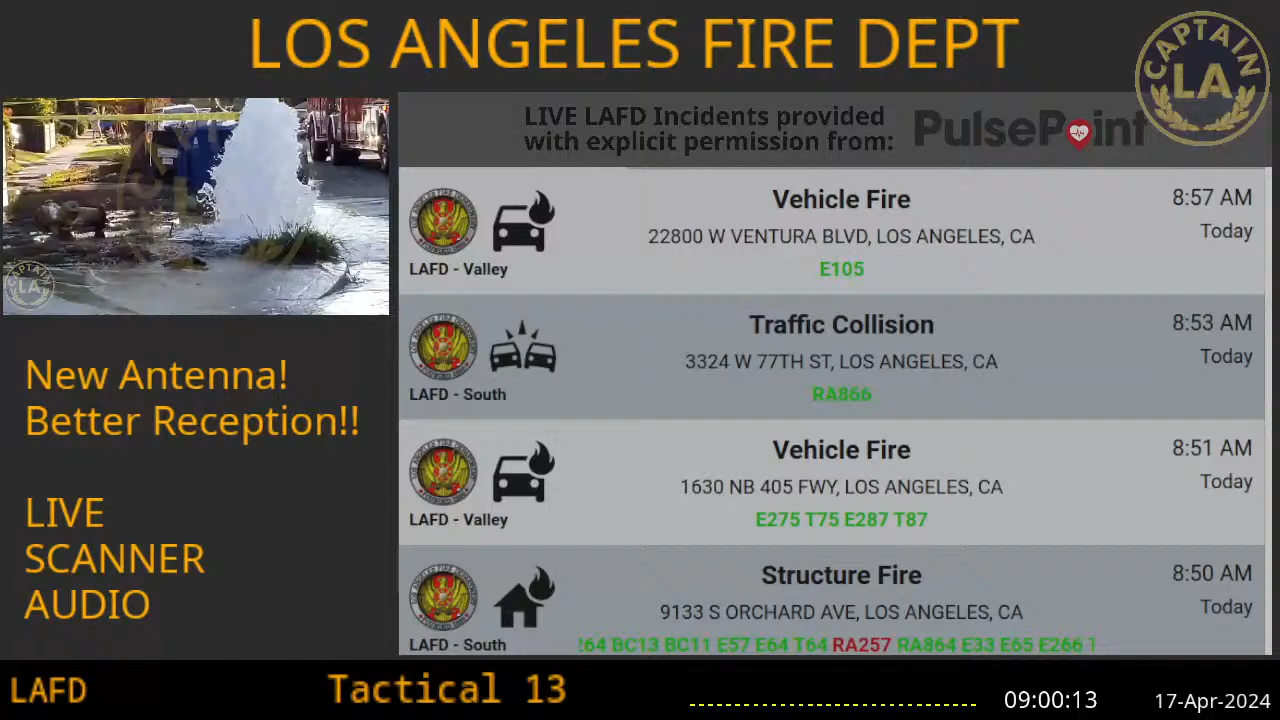 LOS ANGELES FIRE DEPT
CAPTAIN
LA
LIVE LAFD Incidents provided
with explicit permission from:
PulsePoint
Vehicle Fire
8:57 AM
22800 W VENTURA BLVD, LOS ANGELES, CA
Today
LAFD - Valley
E105
Traffic Collision
8:53 AM
3324 W 77TH ST, LOS ANGELES, CA
Today
LAFD - South
RA866
Vehicle Fire
8:51 AM
1630 NB 405 FWY, LOS ANGELES, CA
Today
LAFD - Valley
E275 T75 E287 T87
Structure Fire
8:50 AM
9133 S ORCHARD AVE, LOS ANGELES, CA
Today
LAFD - South
BC13 BC11 E57 E64 T64 RA257 RA864 E33 E65 E266
CAPTAIN
LA
New Antenna!
Better Reception!!
LIVE
SCANNER
AUDIO
LAFD
Tactical 13
09:00:13
17-Apr-2024